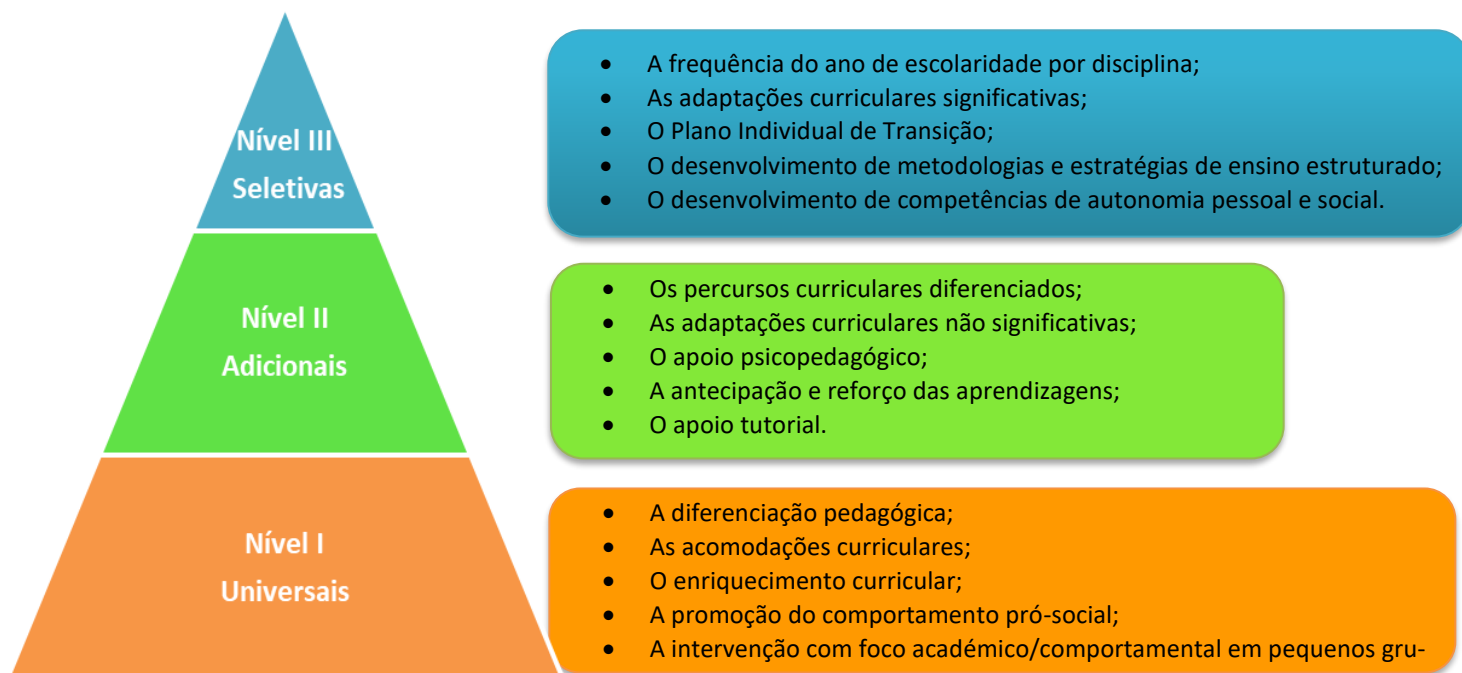 Nível III
Seletivas
• A frequência do ano de escolaridade por disciplina;
• As adaptações curriculares significativas;
• O Plano Individual de Transição;
• O desenvolvimento de metodologias e estratégias de ensino estruturado;
• O desenvolvimento de competências de autonomia pessoal e social.
Nível II
Adicionais
• Os percursos curriculares diferenciados;
• As adaptações curriculares não significativas;
• O apoio psicopedagógico;
• A antecipação e reforço das aprendizagens;
• O apoio tutorial.
Nível I
Universais
• A diferenciação pedagógica;
• As acomodações curriculares;
• O enriquecimento curricular;
• A promoção do comportamento pró-social;
• A intervenção com foco académico/comportamental em pequenos gru-